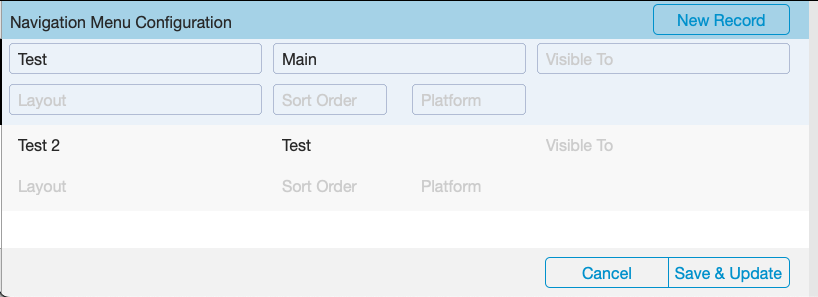 Navigation Menu Configuration New Record
Test Main Visible To
Layout Sort Order Platform
Test 2 Test Visible To
Layout Sort Order Platform
Cancel Save & Update